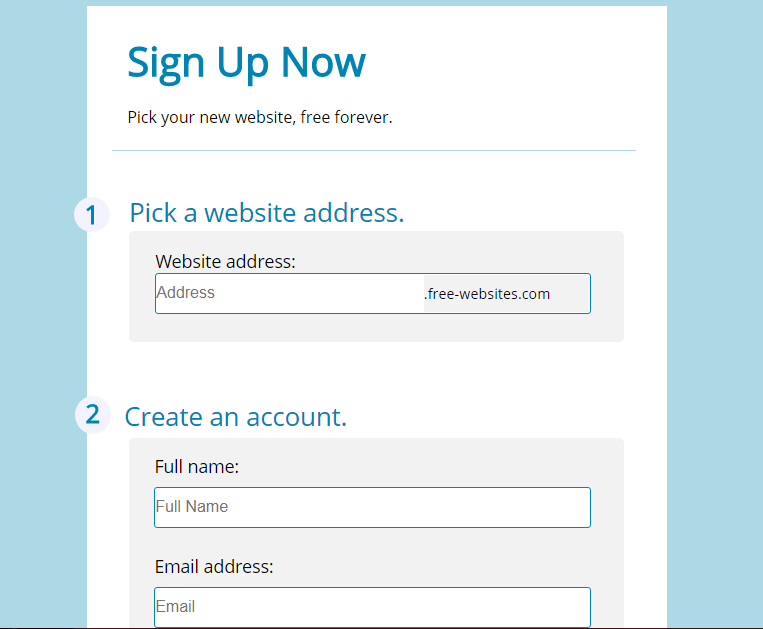 Sign Up Now
Pick your new website, free forever.
1 Pick a website address.
Website address:
Address .free-websites.com
2 Create an account.
Full name:
Full Name
Email address:
Email